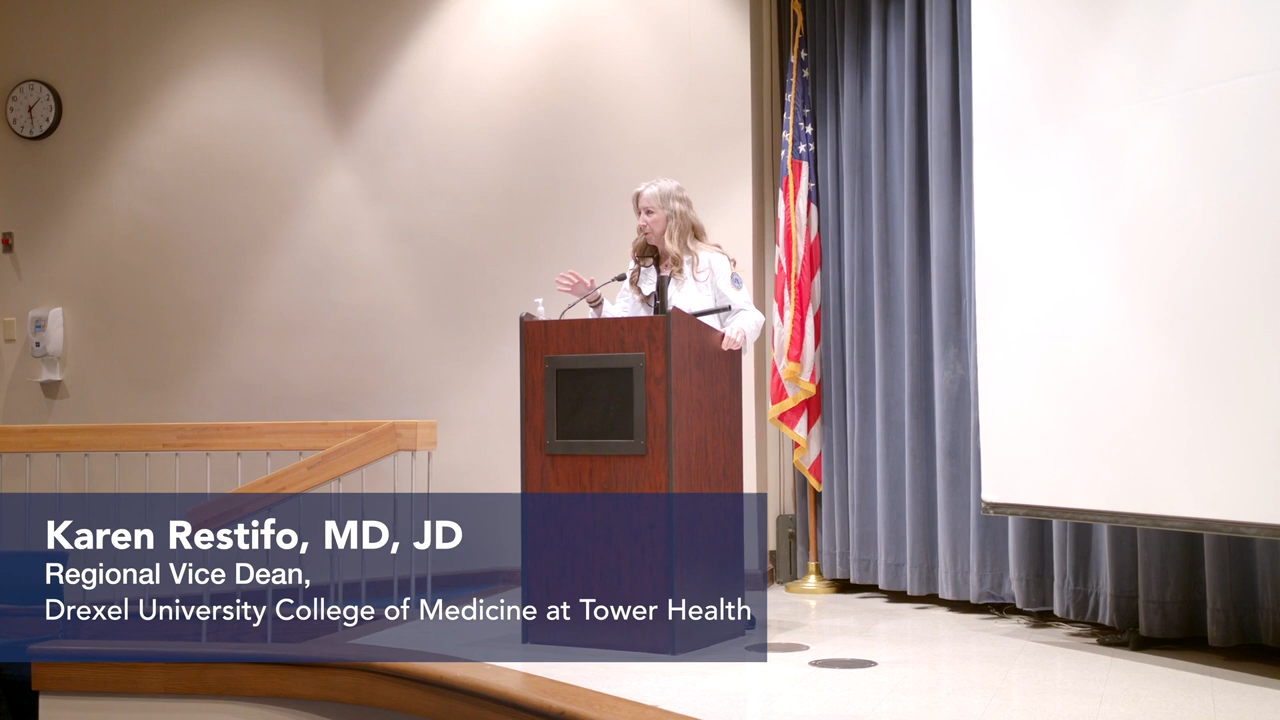 Karen Restifo, MD, JD
Regional Vice Dean,
Drexel University College of Medicine at Tower Health